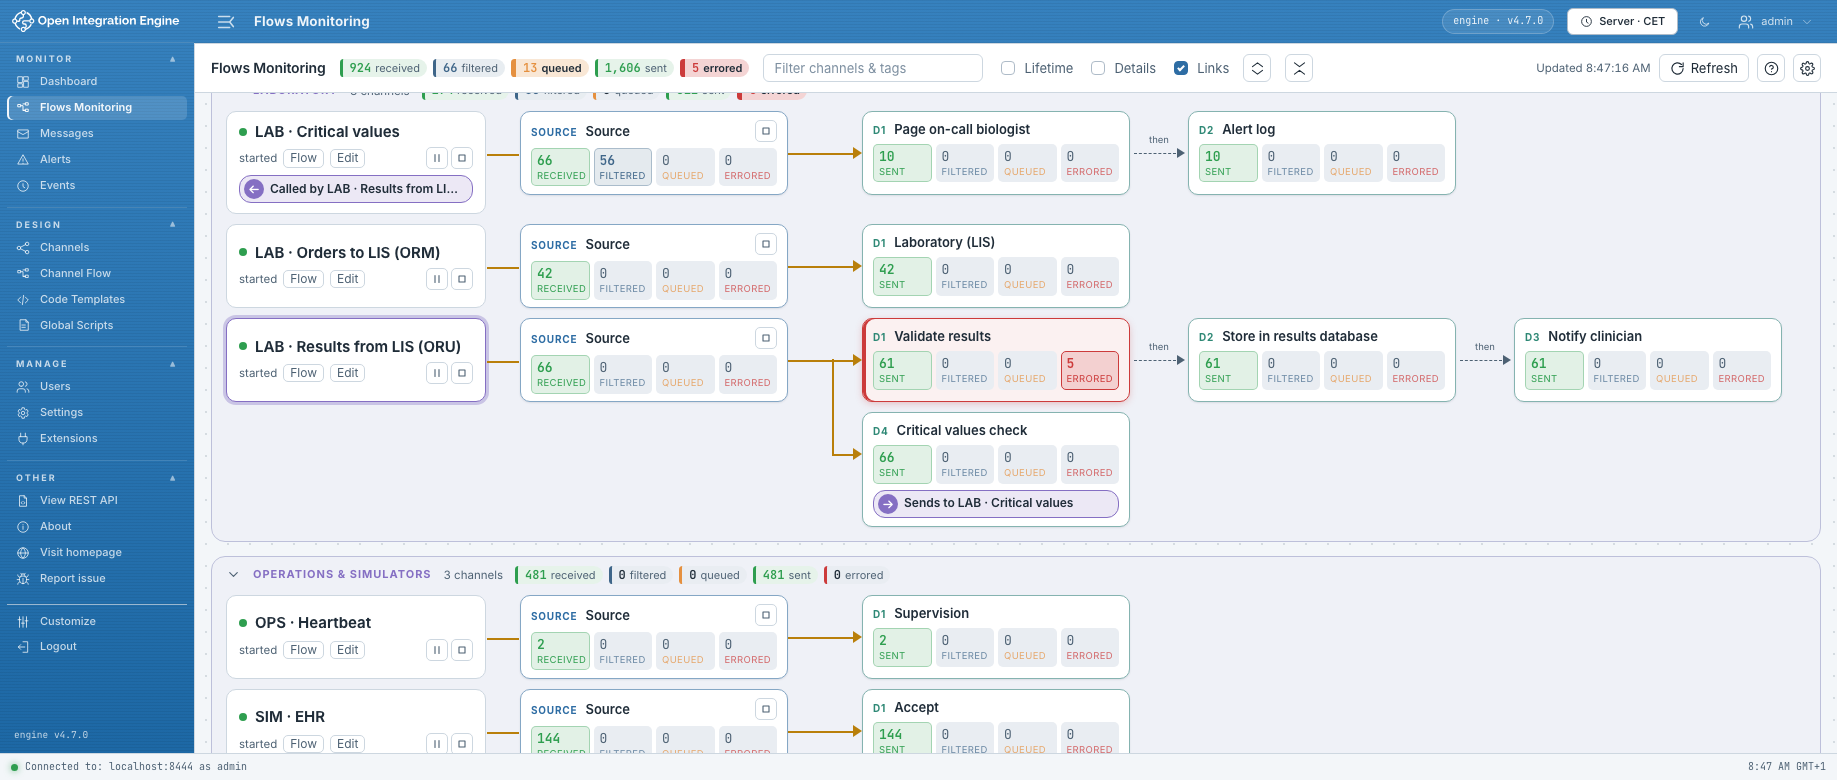 Open Integration Engine
Flows Monitoring
engine · v4.7.0
Server · CET
admin
MONITOR
Dashboard
Flows Monitoring
Messages
Alerts
Events
DESIGN
Channels
Channel Flow
Code Templates
Global Scripts
MANAGE
Users
Settings
Extensions
OTHER
View REST API
About
Visit homepage
Report issue
Customize
Logout
engine v4.7.0
Flows Monitoring
924 received
66 filtered
13 queued
1,606 sent
5 errored
Filter channels & tags
Lifetime
Details
Links
Updated 8:47:16 AM
Refresh
LAB · Critical values
started Flow Edit
Called by LAB · Results from LI...
SOURCE Source
66 56 0 0
RECEIVED FILTERED QUEUED ERRORED
D1 Page on-call biologist
10 0 0 0
SENT FILTERED QUEUED ERRORED
then
D2 Alert log
10 0 0 0
SENT FILTERED QUEUED ERRORED
LAB · Orders to LIS (ORM)
started Flow Edit
SOURCE Source
42 0 0 0
RECEIVED FILTERED QUEUED ERRORED
D1 Laboratory (LIS)
42 0 0 0
SENT FILTERED QUEUED ERRORED
LAB · Results from LIS (ORU)
started Flow Edit
SOURCE Source
66 0 0 0
RECEIVED FILTERED QUEUED ERRORED
D1 Validate results
61 0 0 5
SENT FILTERED QUEUED ERRORED
then
D2 Store in results database
61 0 0 0
SENT FILTERED QUEUED ERRORED
then
D3 Notify clinician
61 0 0 0
SENT FILTERED QUEUED ERRORED
D4 Critical values check
66 0 0 0
SENT FILTERED QUEUED ERRORED
Sends to LAB · Critical values
OPERATIONS & SIMULATORS 3 channels 481 received 0 filtered 0 queued 481 sent 0 errored
OPS · Heartbeat
started Flow Edit
SOURCE Source
2 0 0 0
RECEIVED FILTERED QUEUED ERRORED
D1 Supervision
2 0 0 0
SENT FILTERED QUEUED ERRORED
SIM · EHR
started Flow Edit
SOURCE Source
144 0 0 0
RECEIVED FILTERED QUEUED ERRORED
D1 Accept
144 0 0 0
SENT FILTERED QUEUED ERRORED
Connected to: localhost:8444 as admin
8:47 AM GMT+1